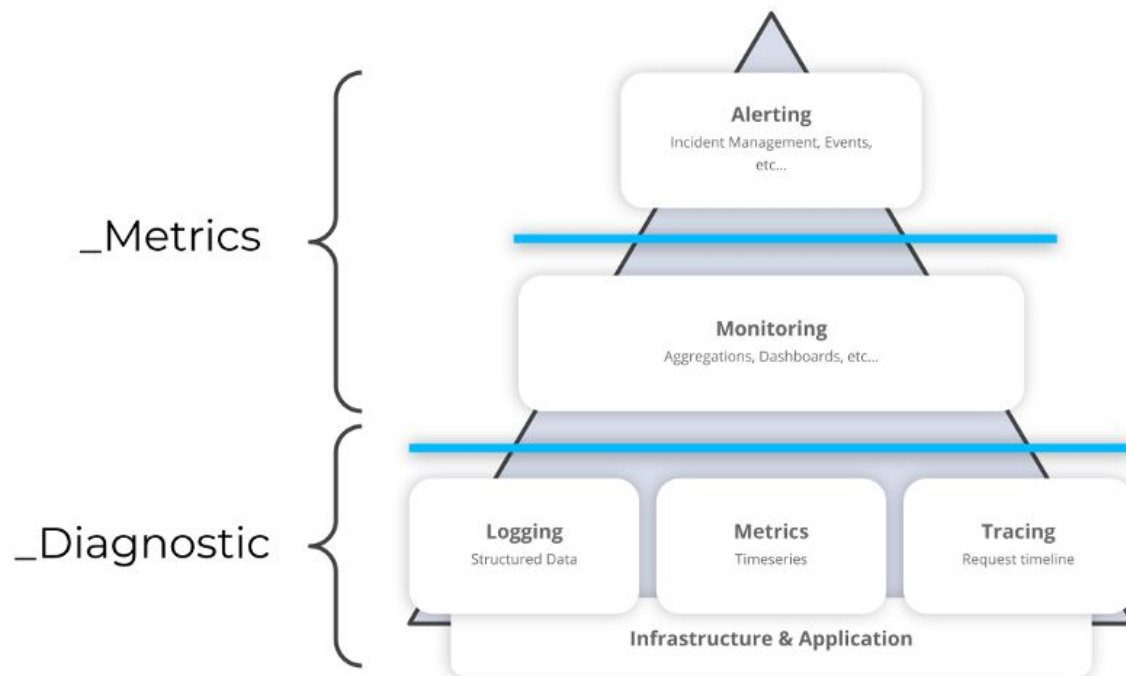 Alerting
Incident Management, Events,
etc...
_Metrics
Monitoring
Aggregations, Dashboards, etc...
_Diagnostic
Logging
Structured Data
Metrics
Timeseries
Tracing
Request timeline
Infrastructure & Application